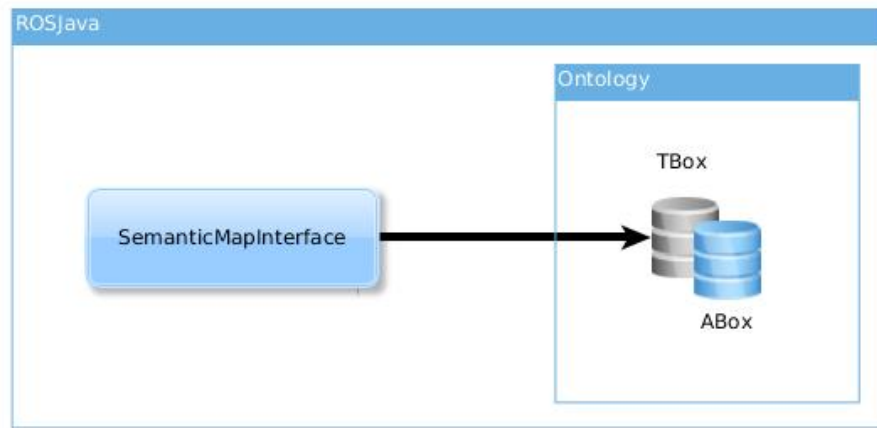 ROSJava
Ontology
TBox
SemanticMapInterface
ABox